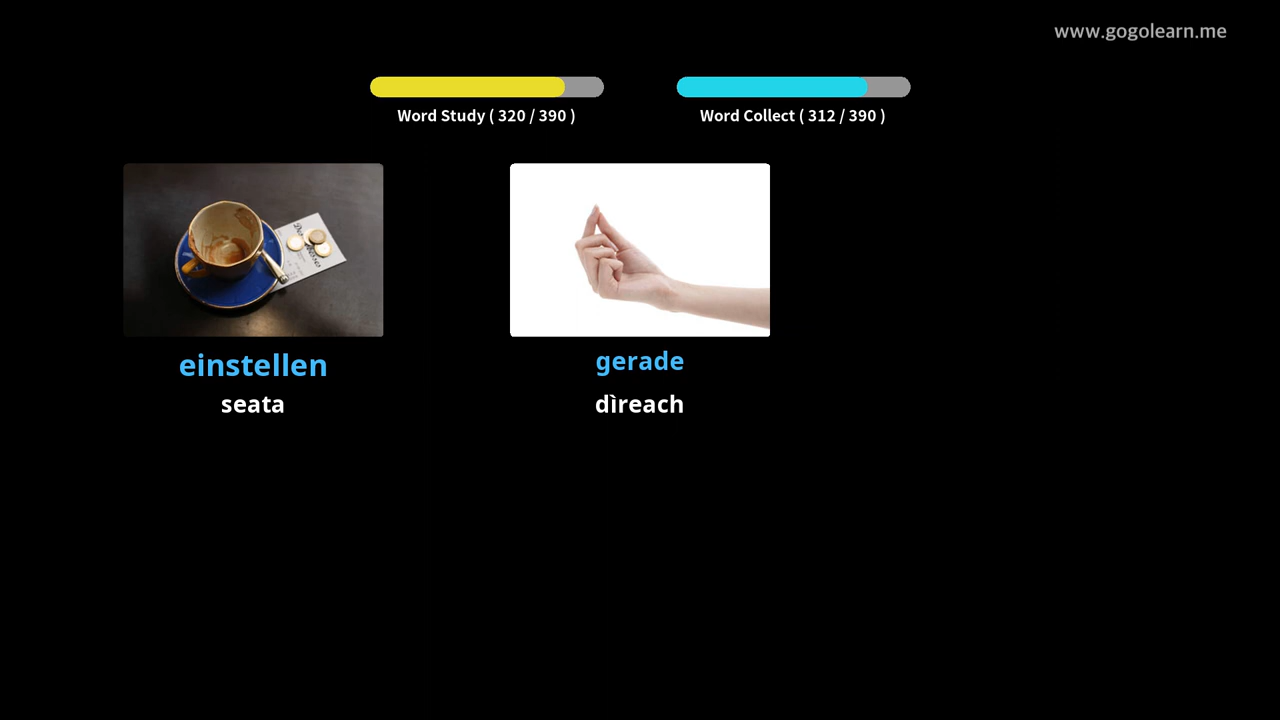 www.gogolearn.me
Word Study ( 320 / 390 )
Word Collect ( 312 / 390 )
einstellen
seata
gerade
dìreach